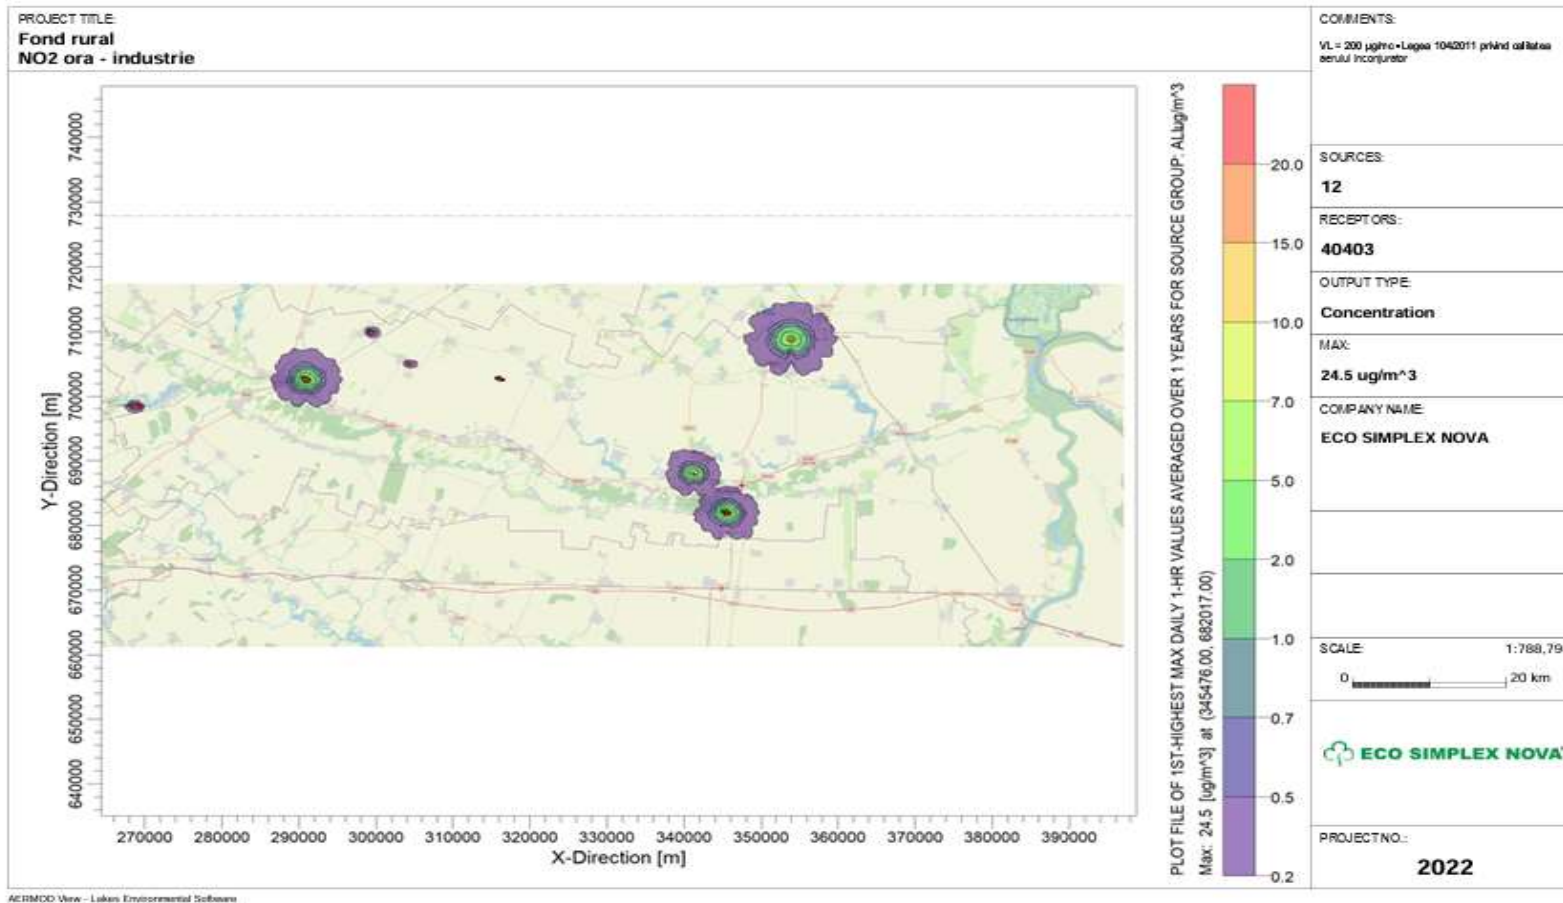 PROJECT TITLE:
Fond rural
NO2 ora - industrie
COMMENTS:
VL = 200 µg/mc - Legea 104/2011 privind calitatea
aerului inconjurator
SOURCES:
12
RECEPTORS:
40403
OUTPUT TYPE:
Concentration
MAX:
24.5 ug/m^3
COMPANY NAME:
ECO SIMPLEX NOVA
SCALE:
1:788,79
0 20 km
ECO SIMPLEX NOVA
PROJECT NO.:
2022
Y-Direction [m]
740000
730000
720000
710000
700000
690000
680000
670000
660000
650000
640000
270000 280000 290000 300000 310000 320000 330000 340000 350000 360000 370000 380000 390000
X-Direction [m]
PLOT FILE OF 1ST-HIGHEST MAX DAILY 1-HR VALUES AVERAGED OVER 1 YEARS FOR SOURCE GROUP: ALLug/m^3
Max: 24.5 [ug/m^3] at (345476.00, 682017.00)
20.0
15.0
10.0
7.0
5.0
2.0
1.0
0.7
0.5
0.2
AERMOD View - Lakes Environmental Software